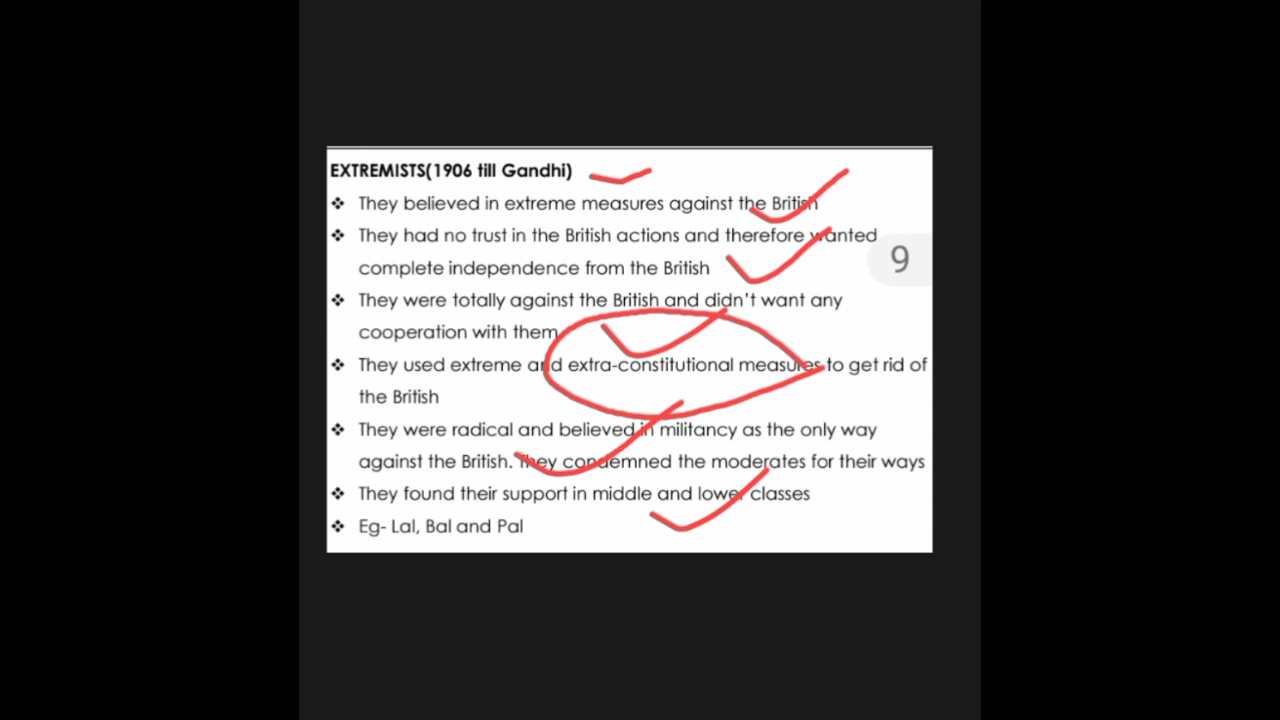 EXTREMISTS(1906 till Gandhi)
❖ They believed in extreme measures against the British
❖ They had no trust in the British actions and therefore wanted
complete independence from the British
9
❖ They were totally against the British and didn't want any
cooperation with them
❖ They used extreme and extra-constitutional measures to get rid of
the British
❖ They were radical and believed in militancy as the only way
against the British. They condemned the moderates for their ways
❖ They found their support in middle and lower classes
❖ Eg- Lal, Bal and Pal